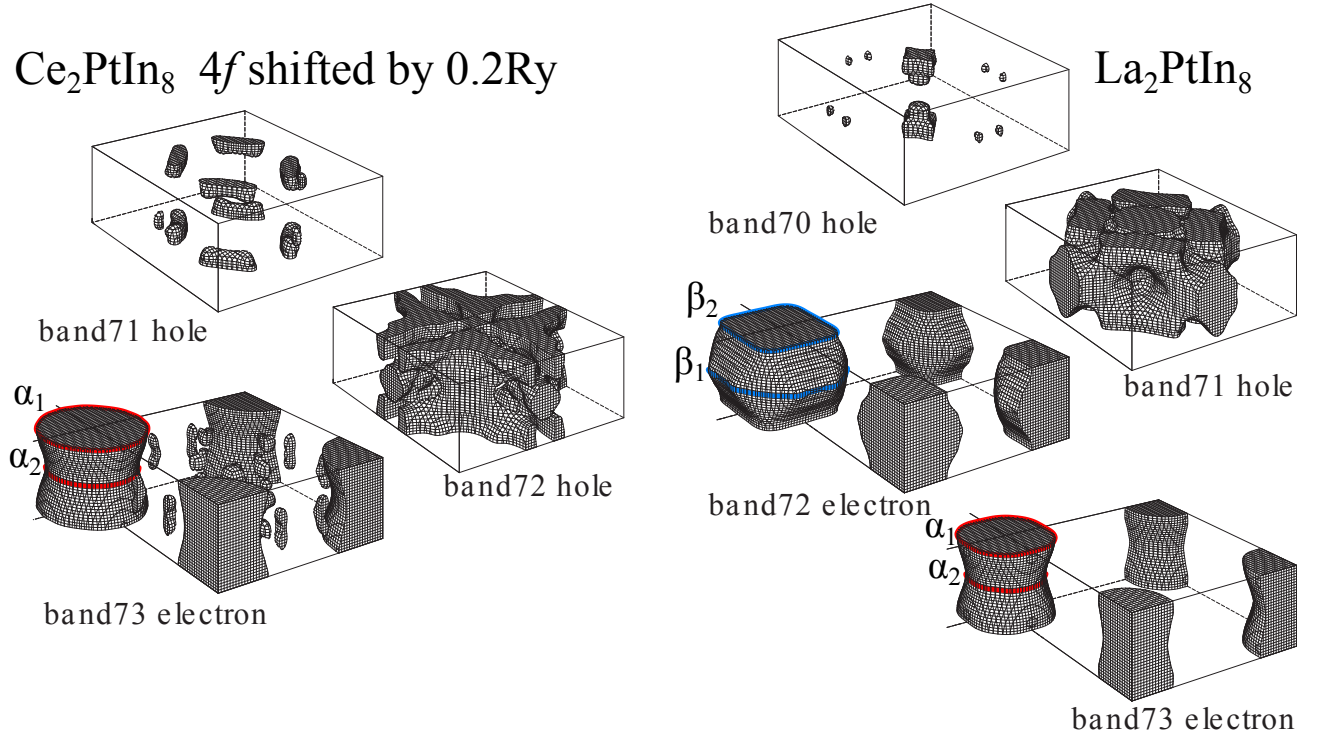 Ce₂PtIn₈ 4f shifted by 0.2Ry
band71 hole
band72 hole
α₁
α₂
band73 electron
La₂PtIn₈
band70 hole
band71 hole
β₂
β₁
band72 electron
α₁
α₂
band73 electron